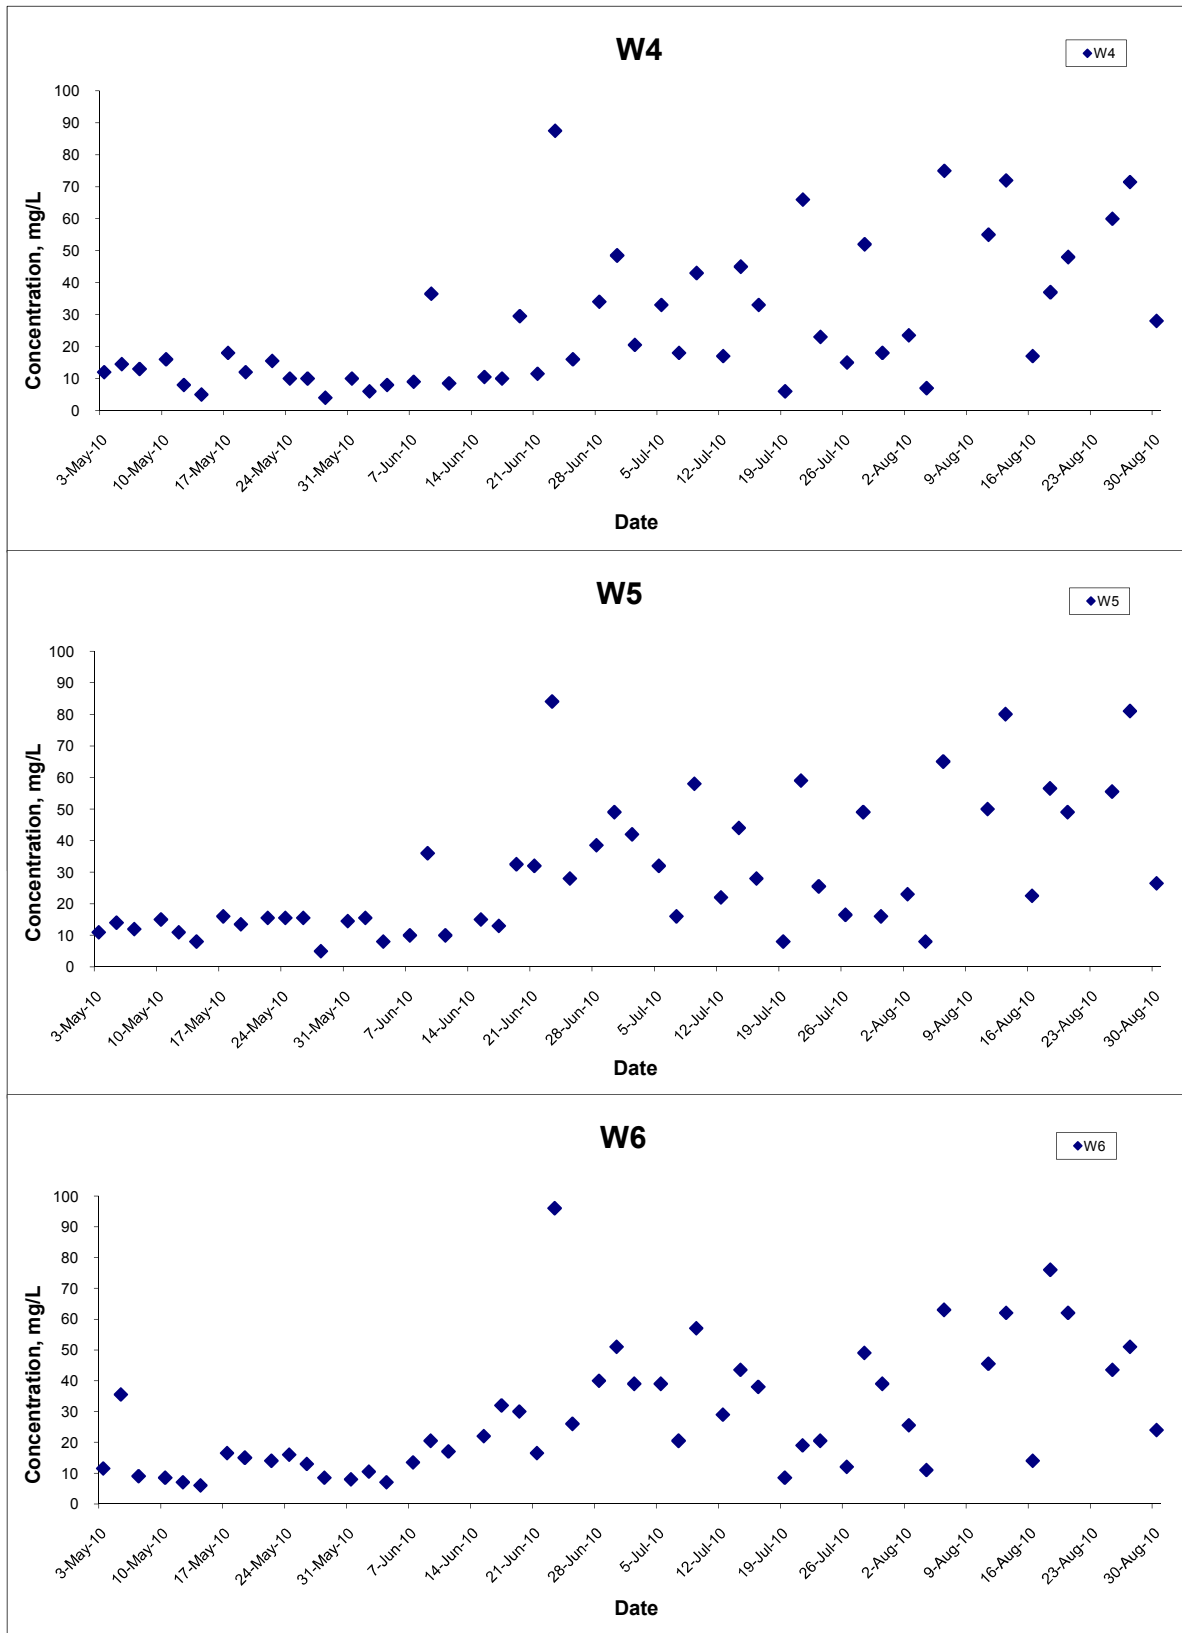 W4
W4
100
90
80
70
60
50
40
30
20
10
0
Concentration, mg/L
3-May-10
10-May-10
17-May-10
24-May-10
31-May-10
7-Jun-10
14-Jun-10
21-Jun-10
28-Jun-10
5-Jul-10
12-Jul-10
19-Jul-10
26-Jul-10
2-Aug-10
9-Aug-10
16-Aug-10
23-Aug-10
30-Aug-10
Date
W5
W5
100
90
80
70
60
50
40
30
20
10
0
Concentration, mg/L
3-May-10
10-May-10
17-May-10
24-May-10
31-May-10
7-Jun-10
14-Jun-10
21-Jun-10
28-Jun-10
5-Jul-10
12-Jul-10
19-Jul-10
26-Jul-10
2-Aug-10
9-Aug-10
16-Aug-10
23-Aug-10
30-Aug-10
Date
W6
W6
100
90
80
70
60
50
40
30
20
10
0
Concentration, mg/L
3-May-10
10-May-10
17-May-10
24-May-10
31-May-10
7-Jun-10
14-Jun-10
21-Jun-10
28-Jun-10
5-Jul-10
12-Jul-10
19-Jul-10
26-Jul-10
2-Aug-10
9-Aug-10
16-Aug-10
23-Aug-10
30-Aug-10
Date